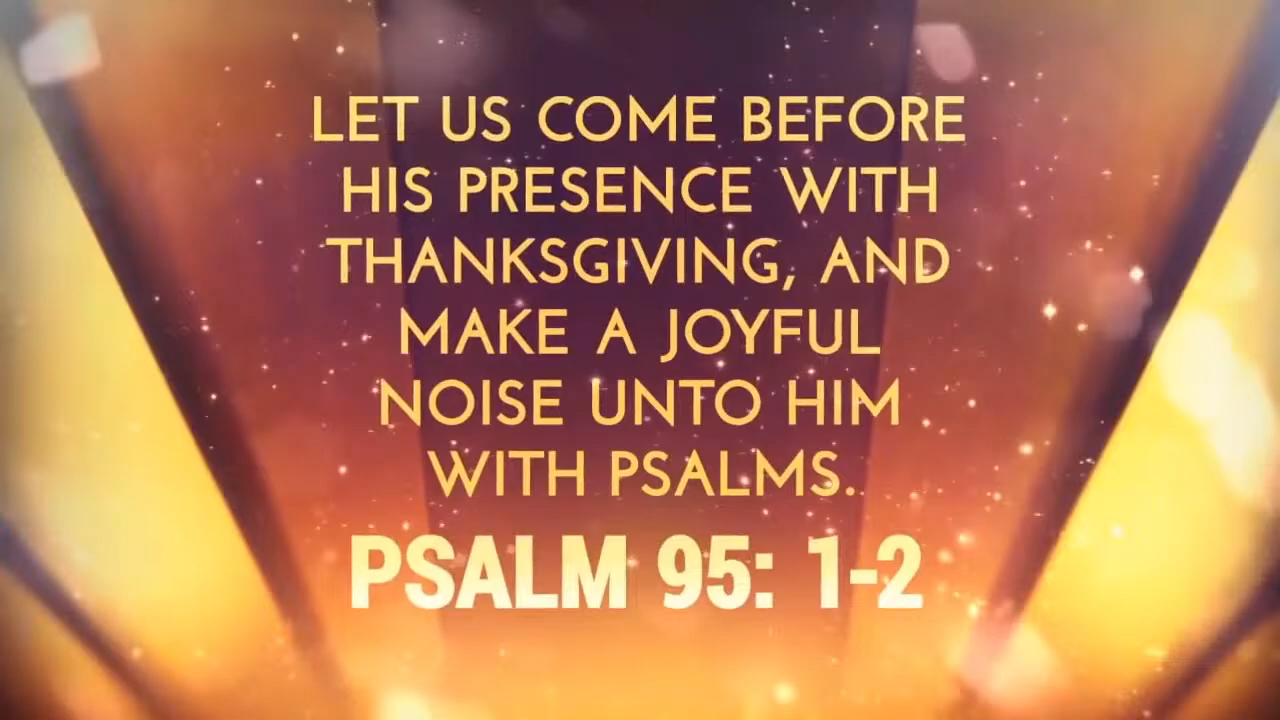 LET US COME BEFORE
HIS PRESENCE WITH
THANKSGIVING, AND
MAKE A JOYFUL
NOISE UNTO HIM
WITH PSALMS.
PSALM 95: 1-2